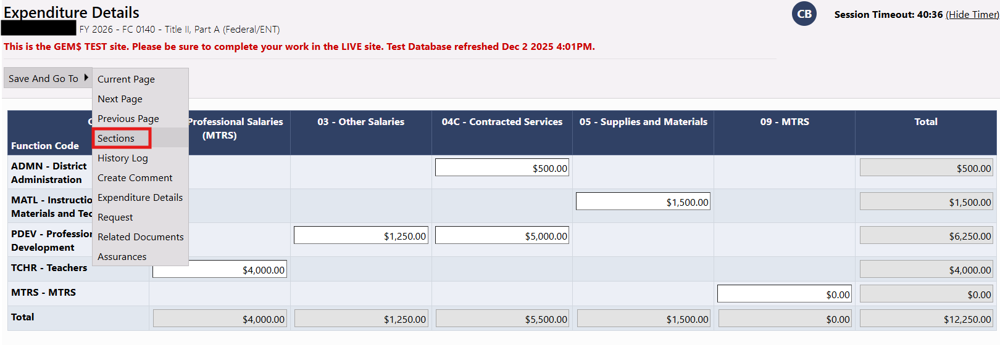 Expenditure Details
CB
Session Timeout: 40:36 (Hide Timer)
FY 2026 - FC 0140 - Title II, Part A (Federal/ENT)
This is the GEM$ TEST site. Please be sure to complete your work in the LIVE site. Test Database refreshed Dec 2 2025 4:01PM.
Save And Go To
Current Page
Next Page
Previous Page
Sections
History Log
Create Comment
Expenditure Details
Request
Related Documents
Assurances
Function Code
Professional Salaries
(MTRS)
03 - Other Salaries
04C - Contracted Services
05 - Supplies and Materials
09 - MTRS
Total
ADMN - District
Administration
$500.00
$500.00
MATL - Instructio
Materials and Tec
$1,500.00
$1,500.00
PDEV - Profession
Development
$1,250.00
$5,000.00
$6,250.00
TCHR - Teachers
$4,000.00
$4,000.00
MTRS - MTRS
$0.00
$0.00
Total
$4,000.00
$1,250.00
$5,500.00
$1,500.00
$0.00
$12,250.00